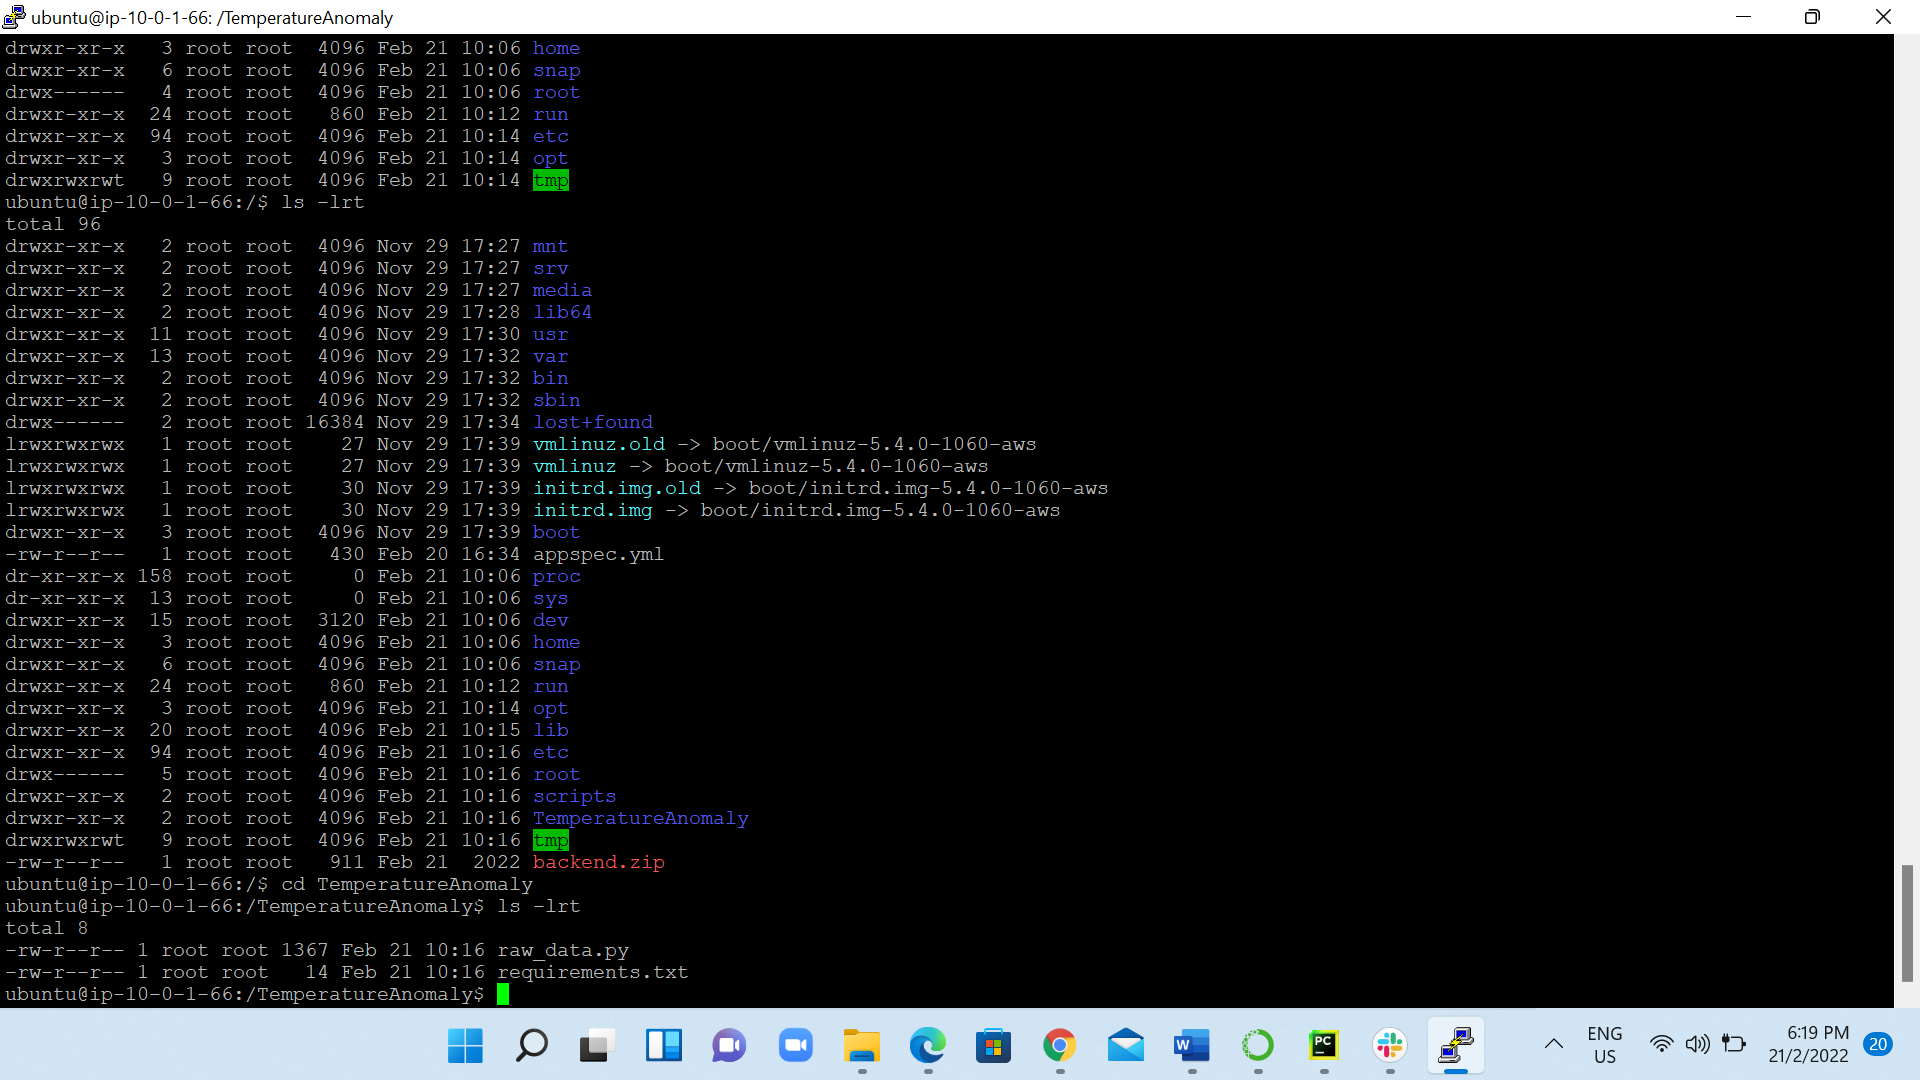 ubuntu@ip-10-0-1-66: /TemperatureAnomaly
drwxr-xr-x   3 root root  4096 Feb 21 10:06 home
drwxr-xr-x   6 root root  4096 Feb 21 10:06 snap
drwx------   4 root root  4096 Feb 21 10:06 root
drwxr-xr-x  24 root root   860 Feb 21 10:12 run
drwxr-xr-x  94 root root  4096 Feb 21 10:14 etc
drwxr-xr-x   3 root root  4096 Feb 21 10:14 opt
drwxrwxrwt   9 root root  4096 Feb 21 10:14 tmp
ubuntu@ip-10-0-1-66:/$ ls -lrt
total 96
drwxr-xr-x   2 root root  4096 Nov 29 17:27 mnt
drwxr-xr-x   2 root root  4096 Nov 29 17:27 srv
drwxr-xr-x   2 root root  4096 Nov 29 17:27 media
drwxr-xr-x   2 root root  4096 Nov 29 17:28 lib64
drwxr-xr-x  11 root root  4096 Nov 29 17:30 usr
drwxr-xr-x  13 root root  4096 Nov 29 17:32 var
drwxr-xr-x   2 root root  4096 Nov 29 17:32 bin
drwxr-xr-x   2 root root  4096 Nov 29 17:32 sbin
drwx------   2 root root 16384 Nov 29 17:34 lost+found
lrwxrwxrwx   1 root root    27 Nov 29 17:39 vmlinuz.old -> boot/vmlinuz-5.4.0-1060-aws
lrwxrwxrwx   1 root root    27 Nov 29 17:39 vmlinuz -> boot/vmlinuz-5.4.0-1060-aws
lrwxrwxrwx   1 root root    30 Nov 29 17:39 initrd.img.old -> boot/initrd.img-5.4.0-1060-aws
lrwxrwxrwx   1 root root    30 Nov 29 17:39 initrd.img -> boot/initrd.img-5.4.0-1060-aws
drwxr-xr-x   3 root root  4096 Nov 29 17:39 boot
-rw-r--r--   1 root root   430 Feb 20 16:34 appspec.yml
dr-xr-xr-x 158 root root     0 Feb 21 10:06 proc
dr-xr-xr-x  13 root root     0 Feb 21 10:06 sys
drwxr-xr-x  15 root root  3120 Feb 21 10:06 dev
drwxr-xr-x   3 root root  4096 Feb 21 10:06 home
drwxr-xr-x   6 root root  4096 Feb 21 10:06 snap
drwxr-xr-x  24 root root   860 Feb 21 10:12 run
drwxr-xr-x   3 root root  4096 Feb 21 10:14 opt
drwxr-xr-x  20 root root  4096 Feb 21 10:15 lib
drwxr-xr-x  94 root root  4096 Feb 21 10:16 etc
drwx------   5 root root  4096 Feb 21 10:16 root
drwxr-xr-x   2 root root  4096 Feb 21 10:16 scripts
drwxr-xr-x   2 root root  4096 Feb 21 10:16 TemperatureAnomaly
drwxrwxrwt   9 root root  4096 Feb 21 10:16 tmp
-rw-r--r--   1 root root   911 Feb 21  2022 backend.zip
ubuntu@ip-10-0-1-66:/$ cd TemperatureAnomaly
ubuntu@ip-10-0-1-66:/TemperatureAnomaly$ ls -lrt
total 8
-rw-r--r-- 1 root root 1367 Feb 21 10:16 raw_data.py
-rw-r--r-- 1 root root   14 Feb 21 10:16 requirements.txt
ubuntu@ip-10-0-1-66:/TemperatureAnomaly$
W
PC
ENG
US
6:19 PM
21/2/2022
20